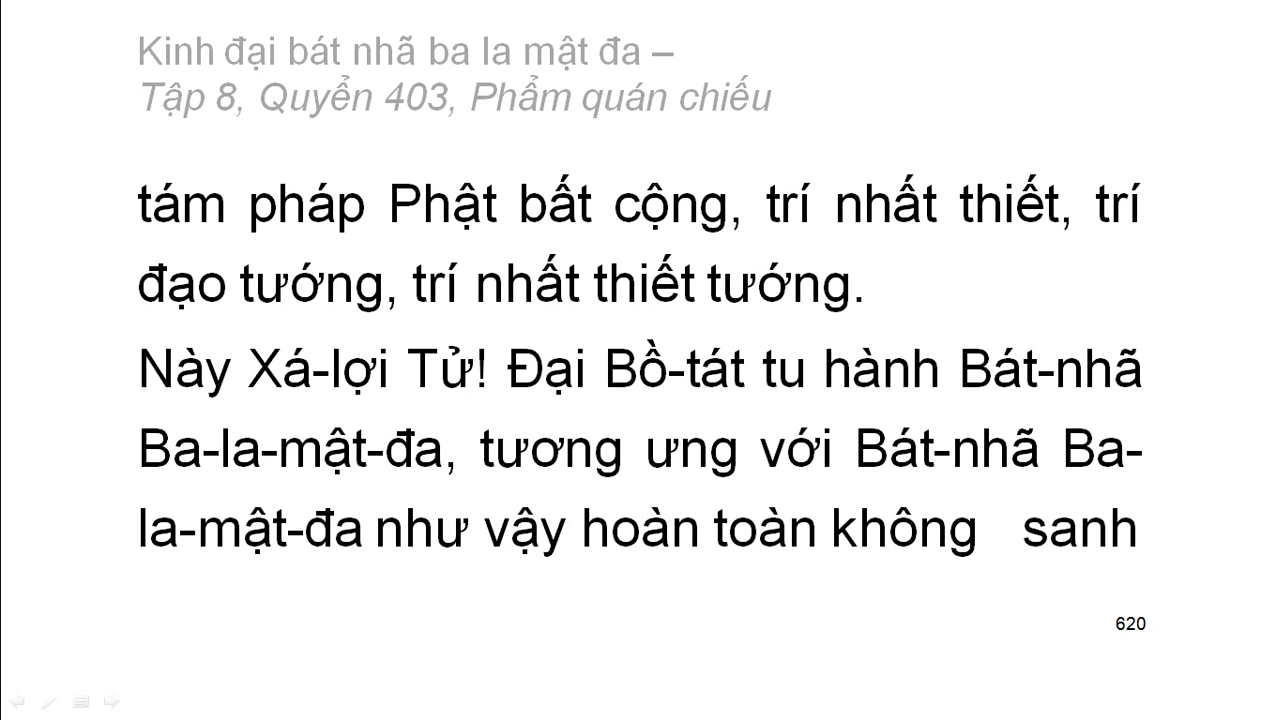 Kinh đại bát nhã ba la mật đa –
Tập 8, Quyển 403, Phẩm quán chiếu
tám pháp Phật bất cộng, trí nhất thiết, trí
đạo tướng, trí nhất thiết tướng.
Này Xá-lợi Tử! Đại Bồ-tát tu hành Bát-nhã
Ba-la-mật-đa, tương ưng với Bát-nhã Ba-
la-mật-đa như vậy hoàn toàn không sanh
620